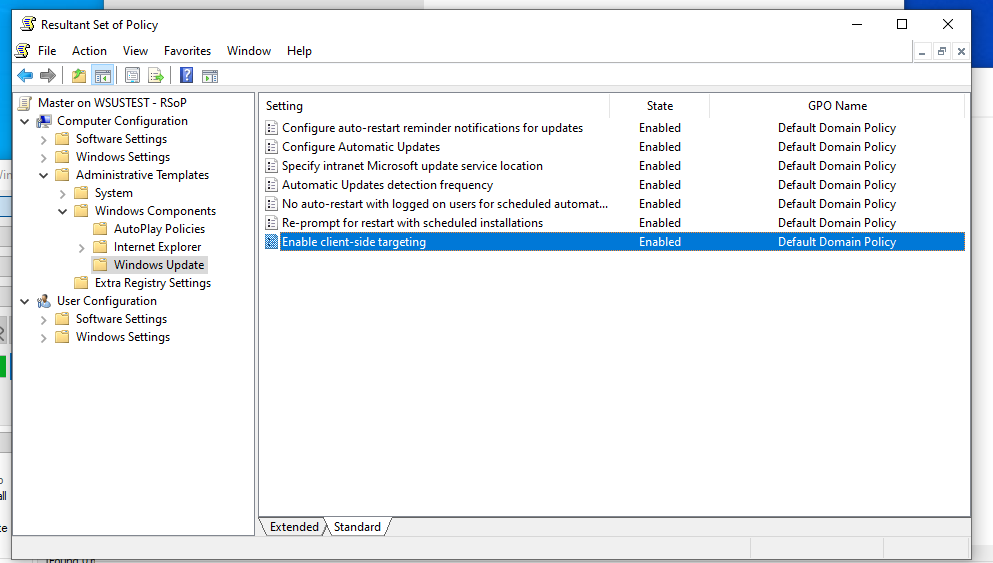 Resultant Set of Policy
File Action View Favorites Window Help
Master on WSUSTEST - RSoP
Computer Configuration
Software Settings
Windows Settings
Administrative Templates
System
Windows Components
AutoPlay Policies
Internet Explorer
Windows Update
Extra Registry Settings
User Configuration
Software Settings
Windows Settings
Setting State GPO Name
Configure auto-restart reminder notifications for updates Enabled Default Domain Policy
Configure Automatic Updates Enabled Default Domain Policy
Specify intranet Microsoft update service location Enabled Default Domain Policy
Automatic Updates detection frequency Enabled Default Domain Policy
No auto-restart with logged on users for scheduled automat... Enabled Default Domain Policy
Re-prompt for restart with scheduled installations Enabled Default Domain Policy
Enable client-side targeting Enabled Default Domain Policy
Extended Standard